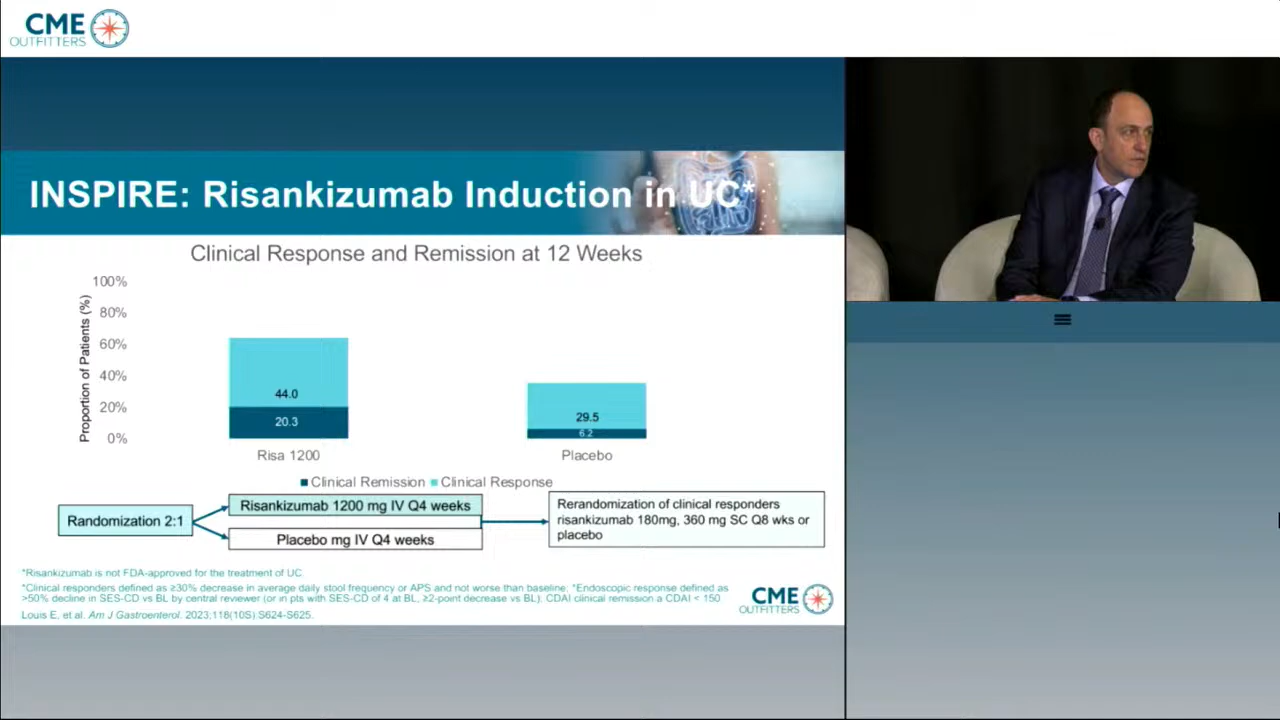 CME
OUTFITTERS
INSPIRE: Risankizumab Induction in UC*
Clinical Response and Remission at 12 Weeks
Proportion of Patients (%)
100%
80%
60%
40%
20%
0%
44.0
20.3
29.5
6.2
Risa 1200
Placebo
Clinical Remission
Clinical Response
Randomization 2:1
Risankizumab 1200 mg IV Q4 weeks
Placebo mg IV Q4 weeks
Rerandomization of clinical responders
risankizumab 180mg, 360 mg SC Q8 wks or
placebo
*Risankizumab is not FDA-approved for the treatment of UC.
*Clinical responders defined as ≥30% decrease in average daily stool frequency or APS and not worse than baseline; *Endoscopic response defined as
>50% decline in SES-CD vs BL by central reviewer (or in pts with SES-CD of 4 at BL, ≥2-point decrease vs BL); CDAI clinical remission a CDAI < 150.
Louis E, et al. Am J Gastroenterol. 2023;118(10S):S624-S625.
CME
OUTFITTERS